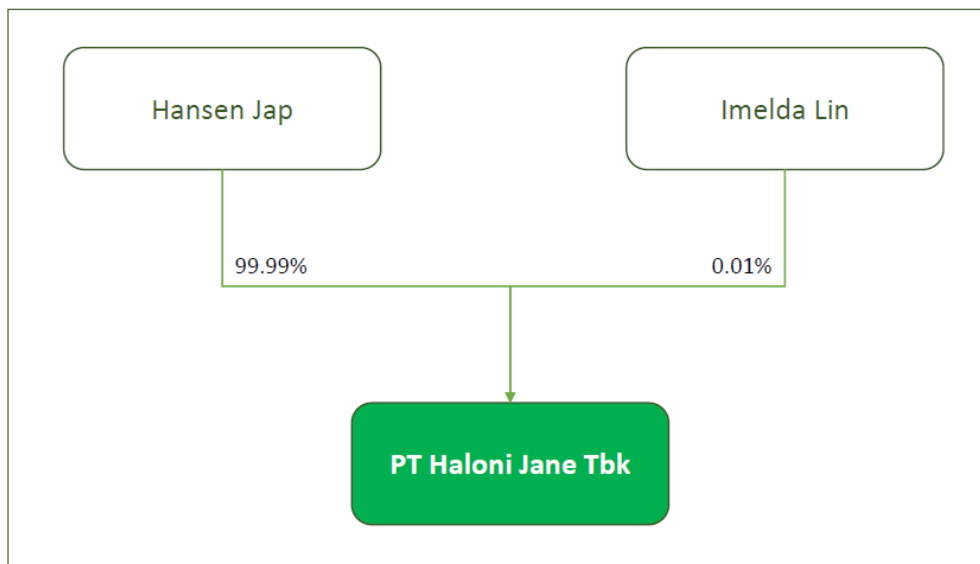 Hansen Jap
Imelda Lin
99.99%
0.01%
PT Haloni Jane Tbk